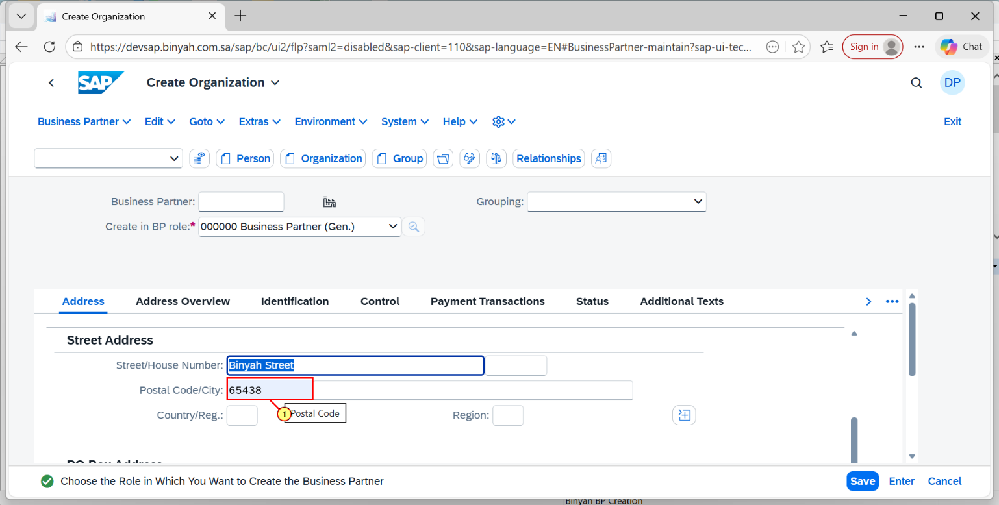 Create Organization
https://devsap.binyah.com.sa/sap/bc/ui2/flp?saml2=disabled&sap-client=110&sap-language=EN#BusinessPartner-maintain?sap-ui-tec...
Sign in
Chat
SAP
Create Organization
DP
Business Partner
Edit
Goto
Extras
Environment
System
Help
Exit
Person
Organization
Group
Relationships
Business Partner:
Grouping:
Create in BP role:* 000000 Business Partner (Gen.)
Address
Address Overview
Identification
Control
Payment Transactions
Status
Additional Texts
Street Address
Street/House Number: Binyah Street
Postal Code/City: 65438
Country/Reg.:
1 Postal Code
Region:
PO Box Address
Choose the Role in Which You Want to Create the Business Partner
Save
Enter
Cancel
Binyah BP Creation